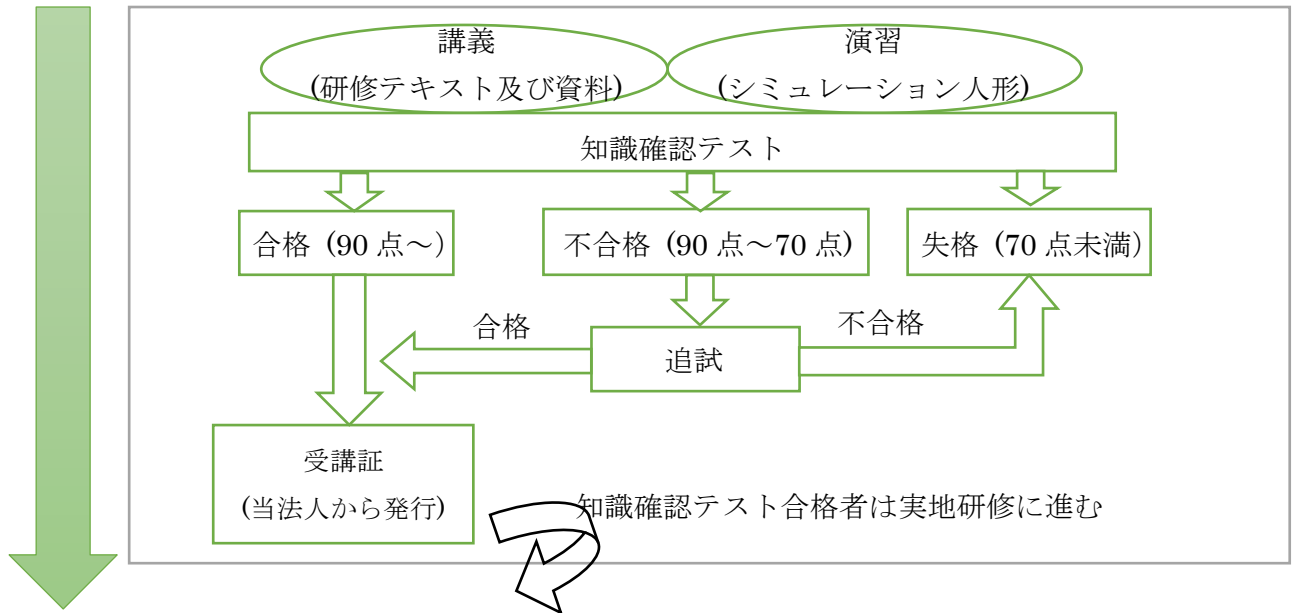 講義
(研修テキスト及び資料)
演習
(シミュレーション人形)
知識確認テスト
合格 (90 点～)
不合格 (90 点～70 点)
失格 (70 点未満)
合格
追試
不合格
受講証
(当法人から発行)
知識確認テスト合格者は実地研修に進む